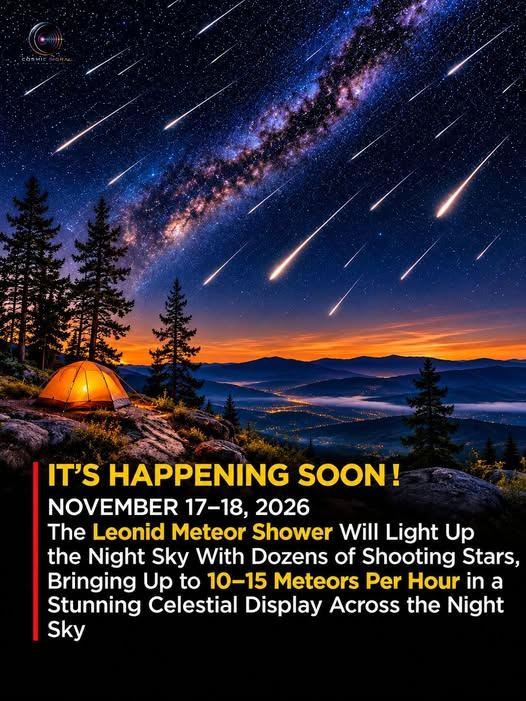 COSMIC MORAL
IT'S HAPPENING SOON !
NOVEMBER 17–18, 2026
The Leonid Meteor Shower Will Light Up
the Night Sky With Dozens of Shooting Stars,
Bringing Up to 10–15 Meteors Per Hour in a
Stunning Celestial Display Across the Night
Sky